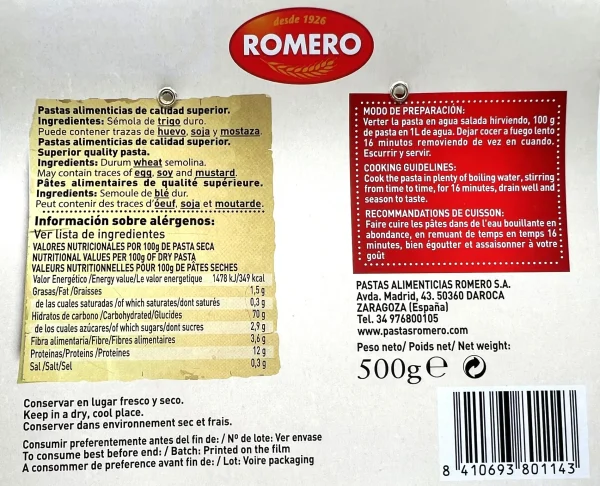 desde 1926
ROMERO
Pastas alimenticias de calidad superior.
Ingredientes: Sémola de trigo duro.
Puede contener trazas de huevo, soja y mostaza.
Pastas alimenticias de calidad superior.
Superior quality pasta.
Ingredients: Durum wheat semolina.
May contain traces of egg, soy and mustard.
Pâtes alimentaires de qualité supérieure.
Ingredients: Semoule de blé dur.
Peut contenir des traces d'oeuf, soja et moutarde.
Información sobre alérgenos:
Ver lista de ingredientes
VALORES NUTRICIONALES POR 100g DE PASTA SECA
NUTRITIONAL VALUES PER 100g OF DRY PASTA
VALEURS NUTRITIONNELLES POUR 100g DE PÂTES SECHES
Valor Energético/Energy value/Le valor energetique 1478 kJ/349 kcal
Grasas/Fat/Graisses 1,5 g
de las cuales saturadas/of which saturates/dont saturés 0,3 g
Hidratos de carbono/Carbohydrated/Glucides 70 g
de los cuales azúcares/of which sugars/dont sucres 2,9 g
Fibra alimentaria/Fibre/Fibres alimentaires 3,6 g
Proteinas/Proteins/Proteines 12 g
Sal/Salt/Sel 0,3 g
Conservar en lugar fresco y seco.
Keep in a dry, cool place.
Conserver dans environnement sec et frais.
Consumir preferentemente antes del fin de: / Nº de lote: Ver envase
To consume best before end: / Batch: Printed on the film
A consommer de preference avant fin de: / Lot: Voire packaging
MODO DE PREPARACIÓN:
Verter la pasta en agua salada hirviendo, 100 g
de pasta en 1L de agua. Dejar cocer a fuego lento
16 minutos removiendo de vez en cuando.
Escurrir y servir.
COOKING GUIDELINES:
Cook the pasta in plenty of boiling water, stirring
from time to time, for 16 minutes, drain well and
season to taste.
RECOMMANDATIONS DE CUISSON:
Faire cuire les pâtes dans de l'eau bouillante en
abondance, en remuant de temps en temps 16
minutes, bien égoutter et assaisonner à votre
goût
PASTAS ALIMENTICIAS ROMERO S.A.
Avda. Madrid, 43. 50360 DAROCA
ZARAGOZA (España)
Tel. 34 976800105
www.pastasromero.com
Peso neto/ Poids net/ Net weight:
500g e
8 410693 801143